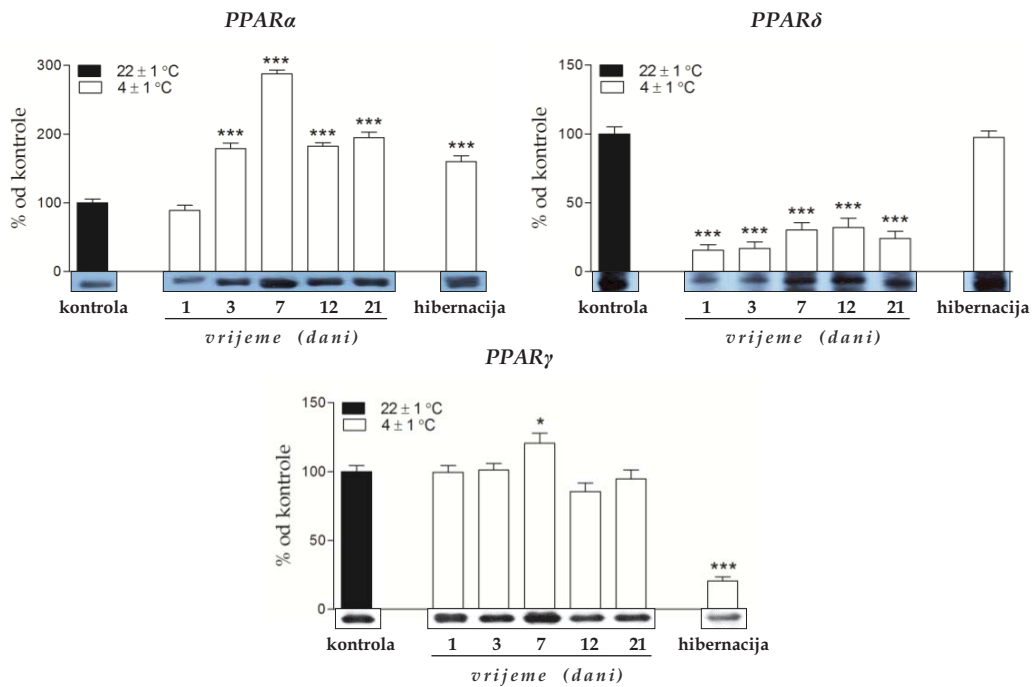 PPARα
% od kontrole
300
200
100
0
22 ± 1 °C
4 ± 1 °C
***
***
***
***
***
kontrola
1 3 7 12 21
hibernacija
vrijeme (dani)
PPARδ
% od kontrole
150
100
50
0
22 ± 1 °C
4 ± 1 °C
***
***
***
***
***
kontrola
1 3 7 12 21
hibernacija
vrijeme (dani)
PPARγ
% od kontrole
150
100
50
0
22 ± 1 °C
4 ± 1 °C
*
***
kontrola
1 3 7 12 21
hibernacija
vrijeme (dani)